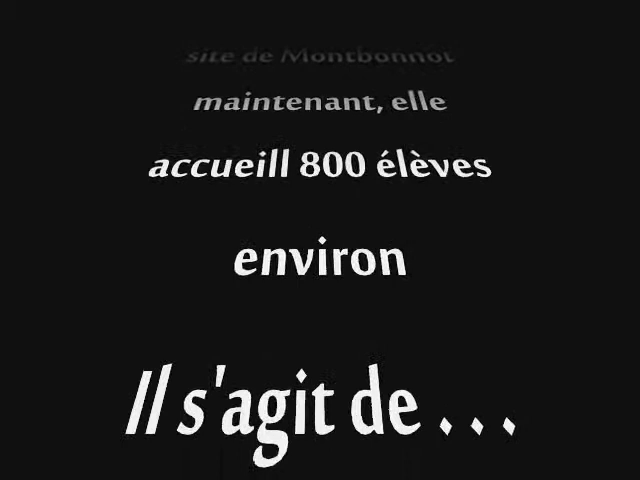 site de Montbonnot
maintenant, elle
accueill 800 élèves
environ
Il s'agit de . . .